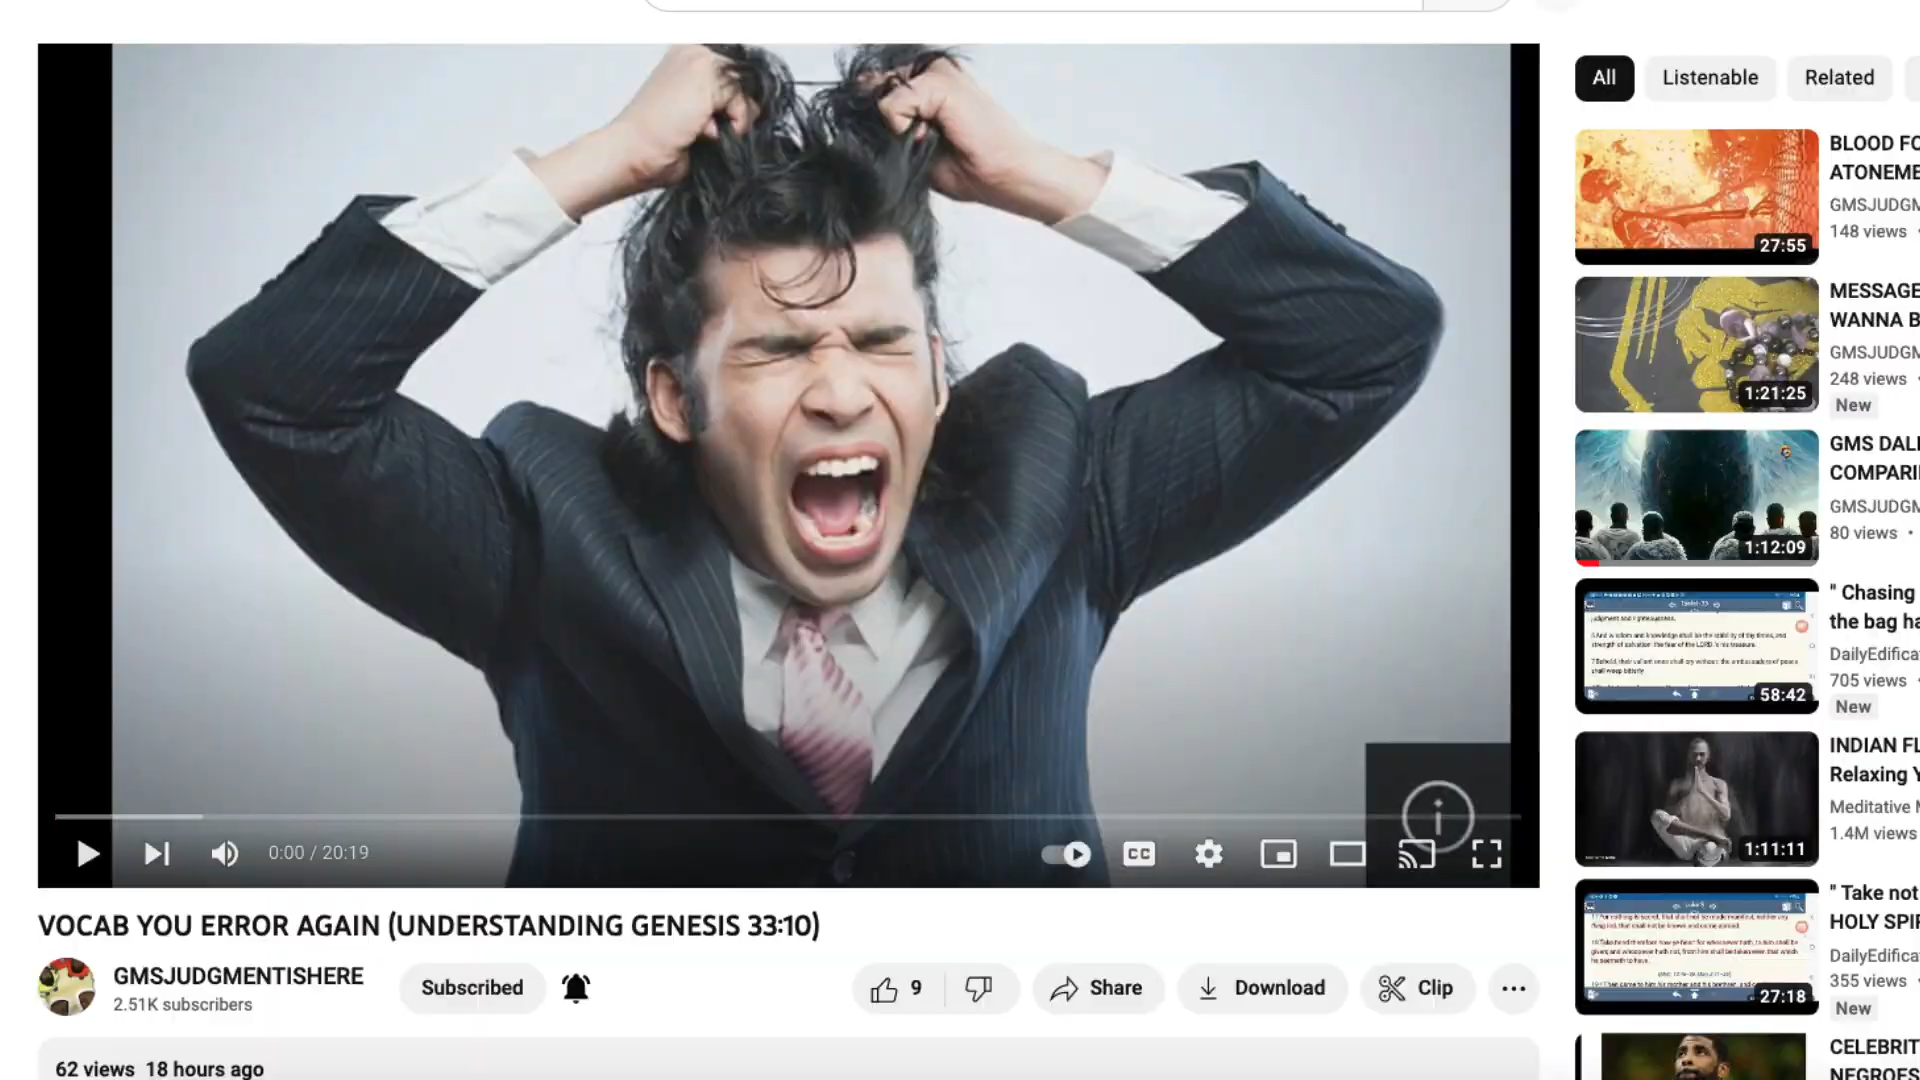 All
Listenable
Related
0:00 / 20:19
CC
VOCAB YOU ERROR AGAIN (UNDERSTANDING GENESIS 33:10)
GMSJUDGMENTISHERE
2.51K subscribers
Subscribed
9
Share
Download
Clip
62 views 18 hours ago
27:55
BLOOD FO
ATONEME
GMSJUDGM
148 views
1:21:25
MESSAGE
WANNA B
GMSJUDGM
248 views
New
1:12:09
GMS DALL
COMPARI
GMSJUDGM
80 views
58:42
" Chasing
the bag ha
DailyEdifica
705 views
New
1:11:11
INDIAN FL
Relaxing Y
Meditative M
1.4M views
27:18
" Take not
HOLY SPIR
DailyEdifica
355 views
New
CELEBRIT
NEGROES